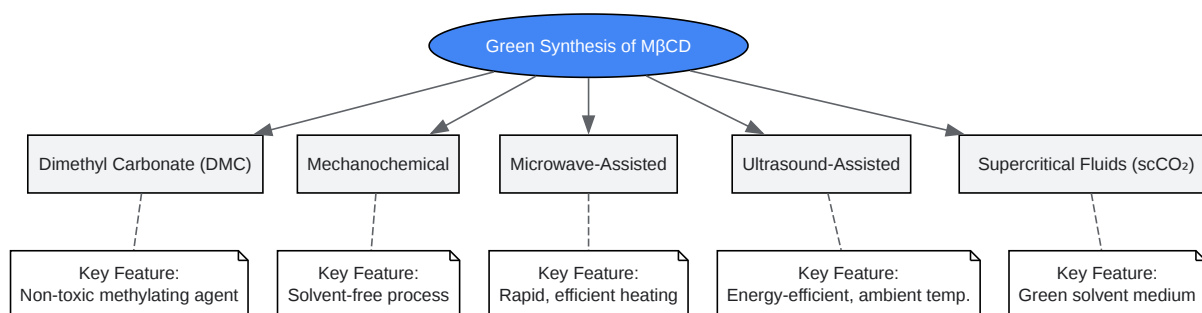 Green Synthesis of MβCD
Dimethyl Carbonate (DMC)
Mechanochemical
Microwave-Assisted
Ultrasound-Assisted
Supercritical Fluids (scCO₂)
Key Feature:
Non-toxic methylating agent
Key Feature:
Solvent-free process
Key Feature:
Rapid, efficient heating
Key Feature:
Energy-efficient, ambient temp.
Key Feature:
Green solvent medium